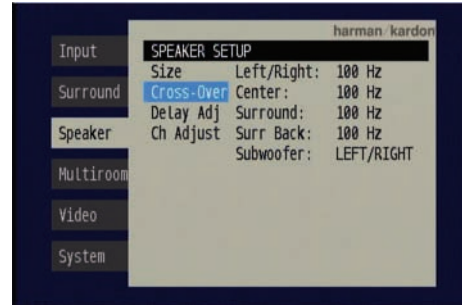 harman/kardon
Input
Surround
Speaker
Multiroom
Video
System
SPEAKER SETUP
Size Left/Right: 100 Hz
Cross-Over Center: 100 Hz
Delay Adj Surround: 100 Hz
Ch Adjust Surr Back: 100 Hz
Subwoofer: LEFT/RIGHT